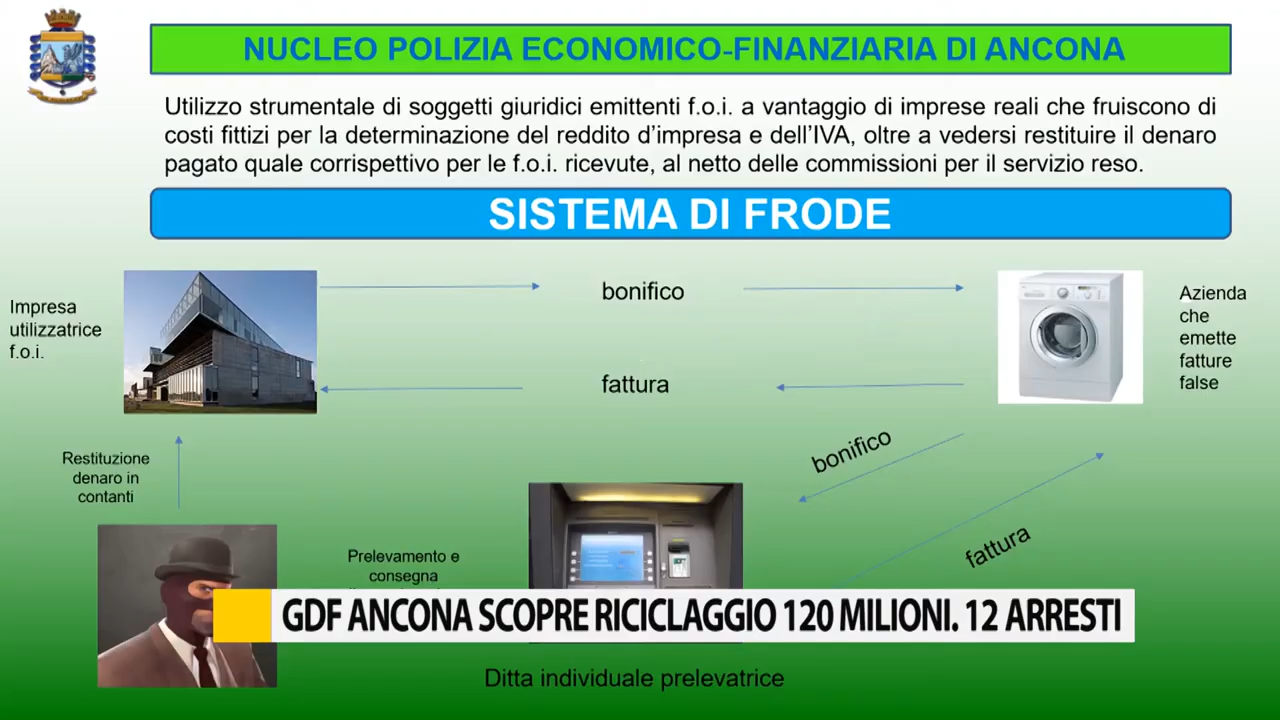 NUCLEO POLIZIA ECONOMICO-FINANZIARIA DI ANCONA
Utilizzo strumentale di soggetti giuridici emittenti f.o.i. a vantaggio di imprese reali che fruiscono di
costi fittizi per la determinazione del reddito d'impresa e dell'IVA, oltre a vedersi restituire il denaro
pagato quale corrispettivo per le f.o.i. ricevute, al netto delle commissioni per il servizio reso.
SISTEMA DI FRODE
Impresa
utilizzatrice
f.o.i.
bonifico
Azienda
che
emette
fatture
false
fattura
bonifico
Restituzione
denaro in
contanti
fattura
Prelevamento e
consegna
GDF ANCONA SCOPRE RICICLAGGIO 120 MILIONI. 12 ARRESTI
Ditta individuale prelevatrice